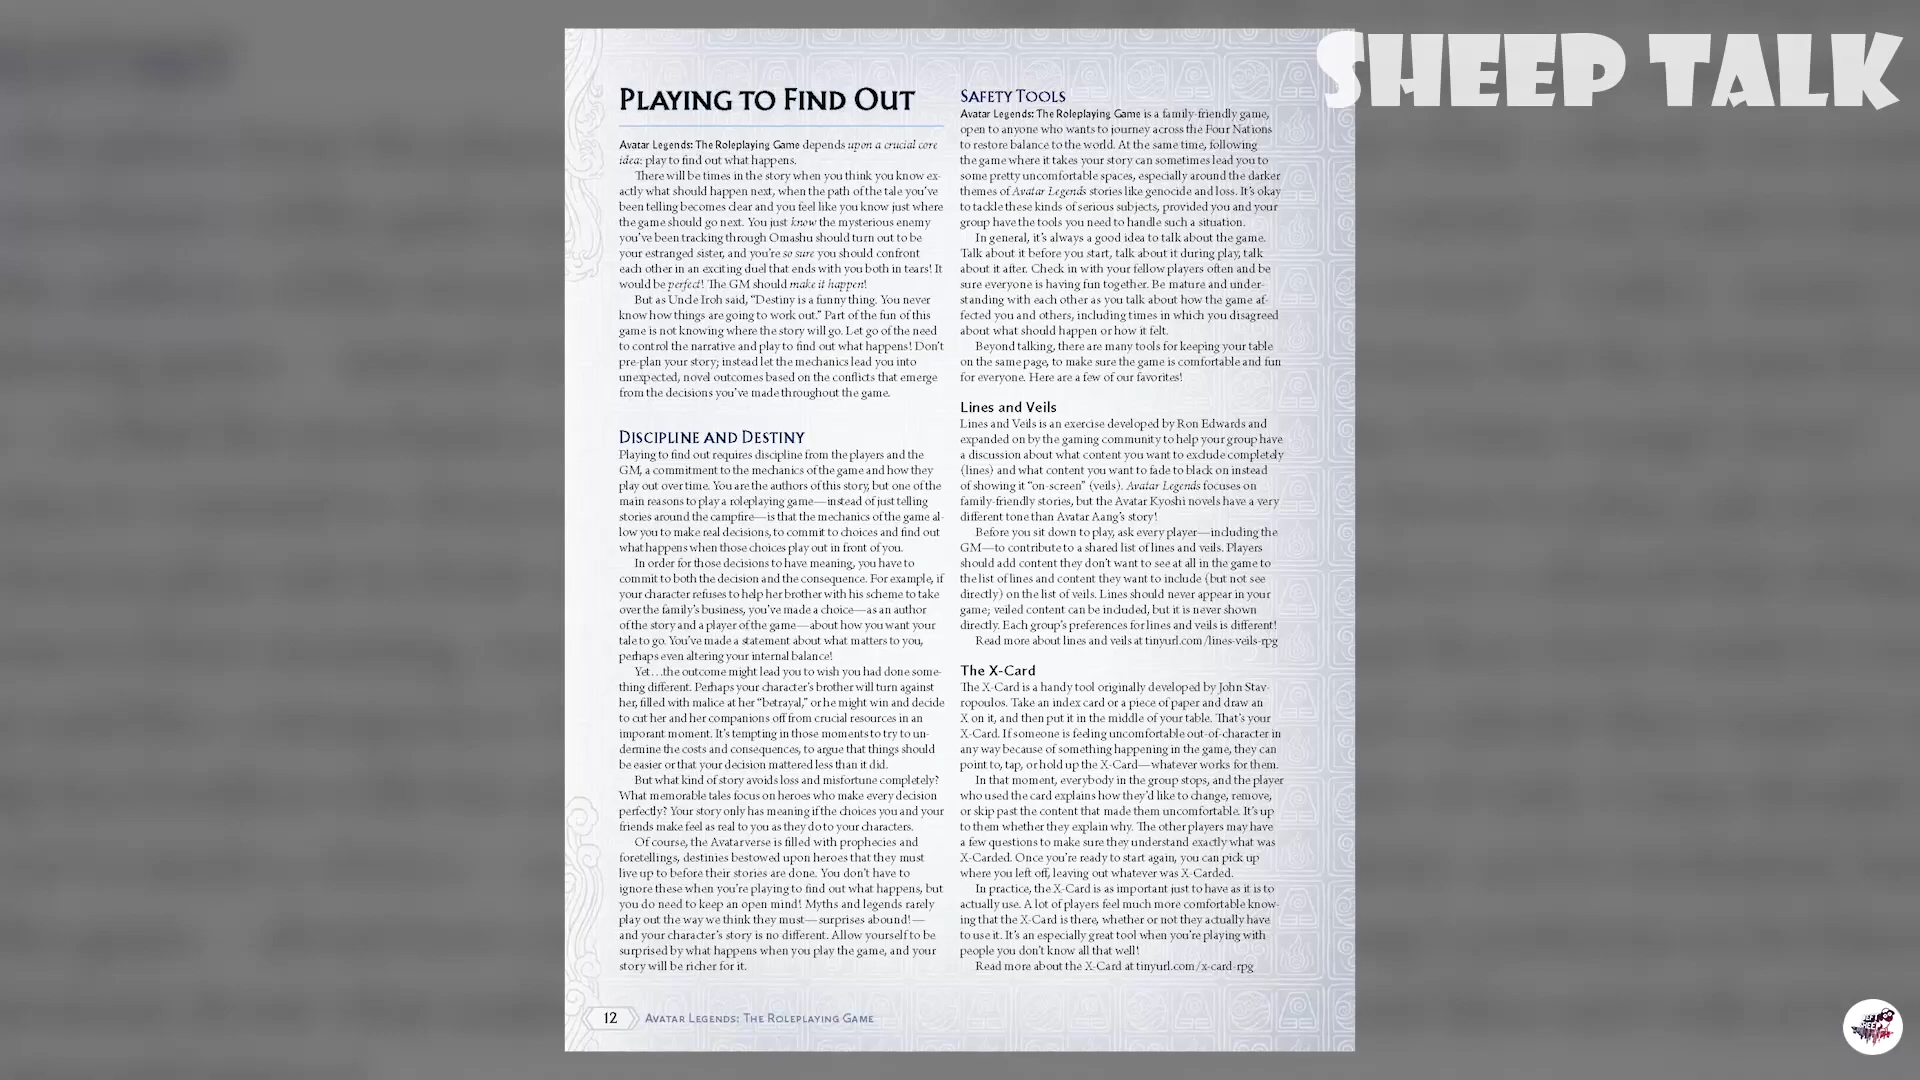 SHEEP TALK
PLAYING TO FIND OUT
Avatar Legends: The Roleplaying Game depends upon a crucial core
idea: play to find out what happens.
There will be times in the story when you think you know ex-
actly what should happen next, when the path of the tale you've
been telling becomes clear and you feel like you know just where
the game should go next. You just know the mysterious enemy
you've been tracking through Omashu should turn out to be
your estranged sister, and you're so sure you should confront
each other in an exciting duel that ends with you both in tears! It
would be perfect! The GM should make it happen!
But as Uncle Iroh said, “Destiny is a funny thing. You never
know how things are going to work out.” Part of the fun of this
game is not knowing where the story will go. Let go of the need
to control the narrative and play to find out what happens! Don't
pre-plan your story; instead let the mechanics lead you into
unexpected, novel outcomes based on the conflicts that emerge
from the decisions you've made throughout the game.
DISCIPLINE AND DESTINY
Playing to find out requires discipline from the players and the
GM, a commitment to the mechanics of the game and how they
play out over time. You are the authors of this story, but one of the
main reasons to play a roleplaying game—instead of just telling
stories around the campfire—is that the mechanics of the game al-
low you to make real decisions, to commit to choices and find out
what happens when those choices play out in front of you.
In order for those decisions to have meaning, you have to
commit to both the decision and the consequence. For example, if
your character refuses to help her brother with his scheme to take
over the family's business, you've made a choice—as an author
of the story and a player of the game—about how you want your
tale to go. You've made a statement about what matters to you,
perhaps even altering your internal balance!
Yet…the outcome might lead you to wish you had done some-
thing different. Perhaps your character's brother will turn against
her, filled with malice at her “betrayal,” or he might win and decide
to cut her and her companions off from crucial resources in an
imporant moment. It's tempting in those moments to try to un-
dermine the costs and consequences, to argue that things should
be easier or that your decision mattered less than it did.
But what kind of story avoids loss and misfortune completely?
What memorable tales focus on heroes who make every decision
perfectly? Your story only has meaning if the choices you and your
friends make feel as real to you as they do to your characters.
Of course, the Avatarverse is filled with prophecies and
foretellings, destinies bestowed upon heroes that they must
live up to before their stories are done. You don't have to
ignore these when you're playing to find out what happens, but
you do need to keep an open mind! Myths and legends rarely
play out the way we think they must—surprises abound!—
and your character's story is no different. Allow yourself to be
surprised by what happens when you play the game, and your
story will be richer for it.
SAFETY TOOLS
Avatar Legends: The Roleplaying Game is a family-friendly game,
open to anyone who wants to journey across the Four Nations
to restore balance to the world. At the same time, following
the game where it takes your story can sometimes lead you to
some pretty uncomfortable spaces, especially around the darker
themes of Avatar Legends stories like genocide and loss. It's okay
to tackle these kinds of serious subjects, provided you and your
group have the tools you need to handle such a situation.
In general, it's always a good idea to talk about the game.
Talk about it before you start, talk about it during play, talk
about it after. Check in with your fellow players often and be
sure everyone is having fun together. Be mature and under-
standing with each other as you talk about how the game af-
fected you and others, including times in which you disagreed
about what should happen or how it felt.
Beyond talking, there are many tools for keeping your table
on the same page, to make sure the game is comfortable and fun
for everyone. Here are a few of our favorites!
Lines and Veils
Lines and Veils is an exercise developed by Ron Edwards and
expanded on by the gaming community to help your group have
a discussion about what content you want to exclude completely
(lines) and what content you want to fade to black on instead
of showing it “on-screen” (veils). Avatar Legends focuses on
family-friendly stories, but the Avatar Kyoshi novels have a very
different tone than Avatar Aang's story!
Before you sit down to play, ask every player—including the
GM—to contribute to a shared list of lines and veils. Players
should add content they don't want to see at all in the game to
the list of lines and content they want to include (but not see
directly) on the list of veils. Lines should never appear in your
game; veiled content can be included, but it is never shown
directly. Each group's preferences for lines and veils is different!
Read more about lines and veils at tinyurl.com/lines-veils-rpg
The X-Card
The X-Card is a handy tool originally developed by John Stav-
ropoulos. Take an index card or a piece of paper and draw an
X on it, and then put it in the middle of your table. That's your
X-Card. If someone is feeling uncomfortable out-of-character in
any way because of something happening in the game, they can
point to, tap, or hold up the X-Card—whatever works for them.
In that moment, everybody in the group stops, and the player
who used the card explains how they'd like to change, remove,
or skip past the content that made them uncomfortable. It's up
to them whether they explain why. The other players may have
a few questions to make sure they understand exactly what was
X-Carded. Once you're ready to start again, you can pick up
where you left off, leaving out whatever was X-Carded.
In practice, the X-Card is as important just to have as it is to
actually use. A lot of players feel much more comfortable know-
ing that the X-Card is there, whether or not they actually have
to use it. It's an especially great tool when you're playing with
people you don't know all that well!
Read more about the X-Card at tinyurl.com/x-card-rpg
12
AVATAR LEGENDS: THE ROLEPLAYING GAME